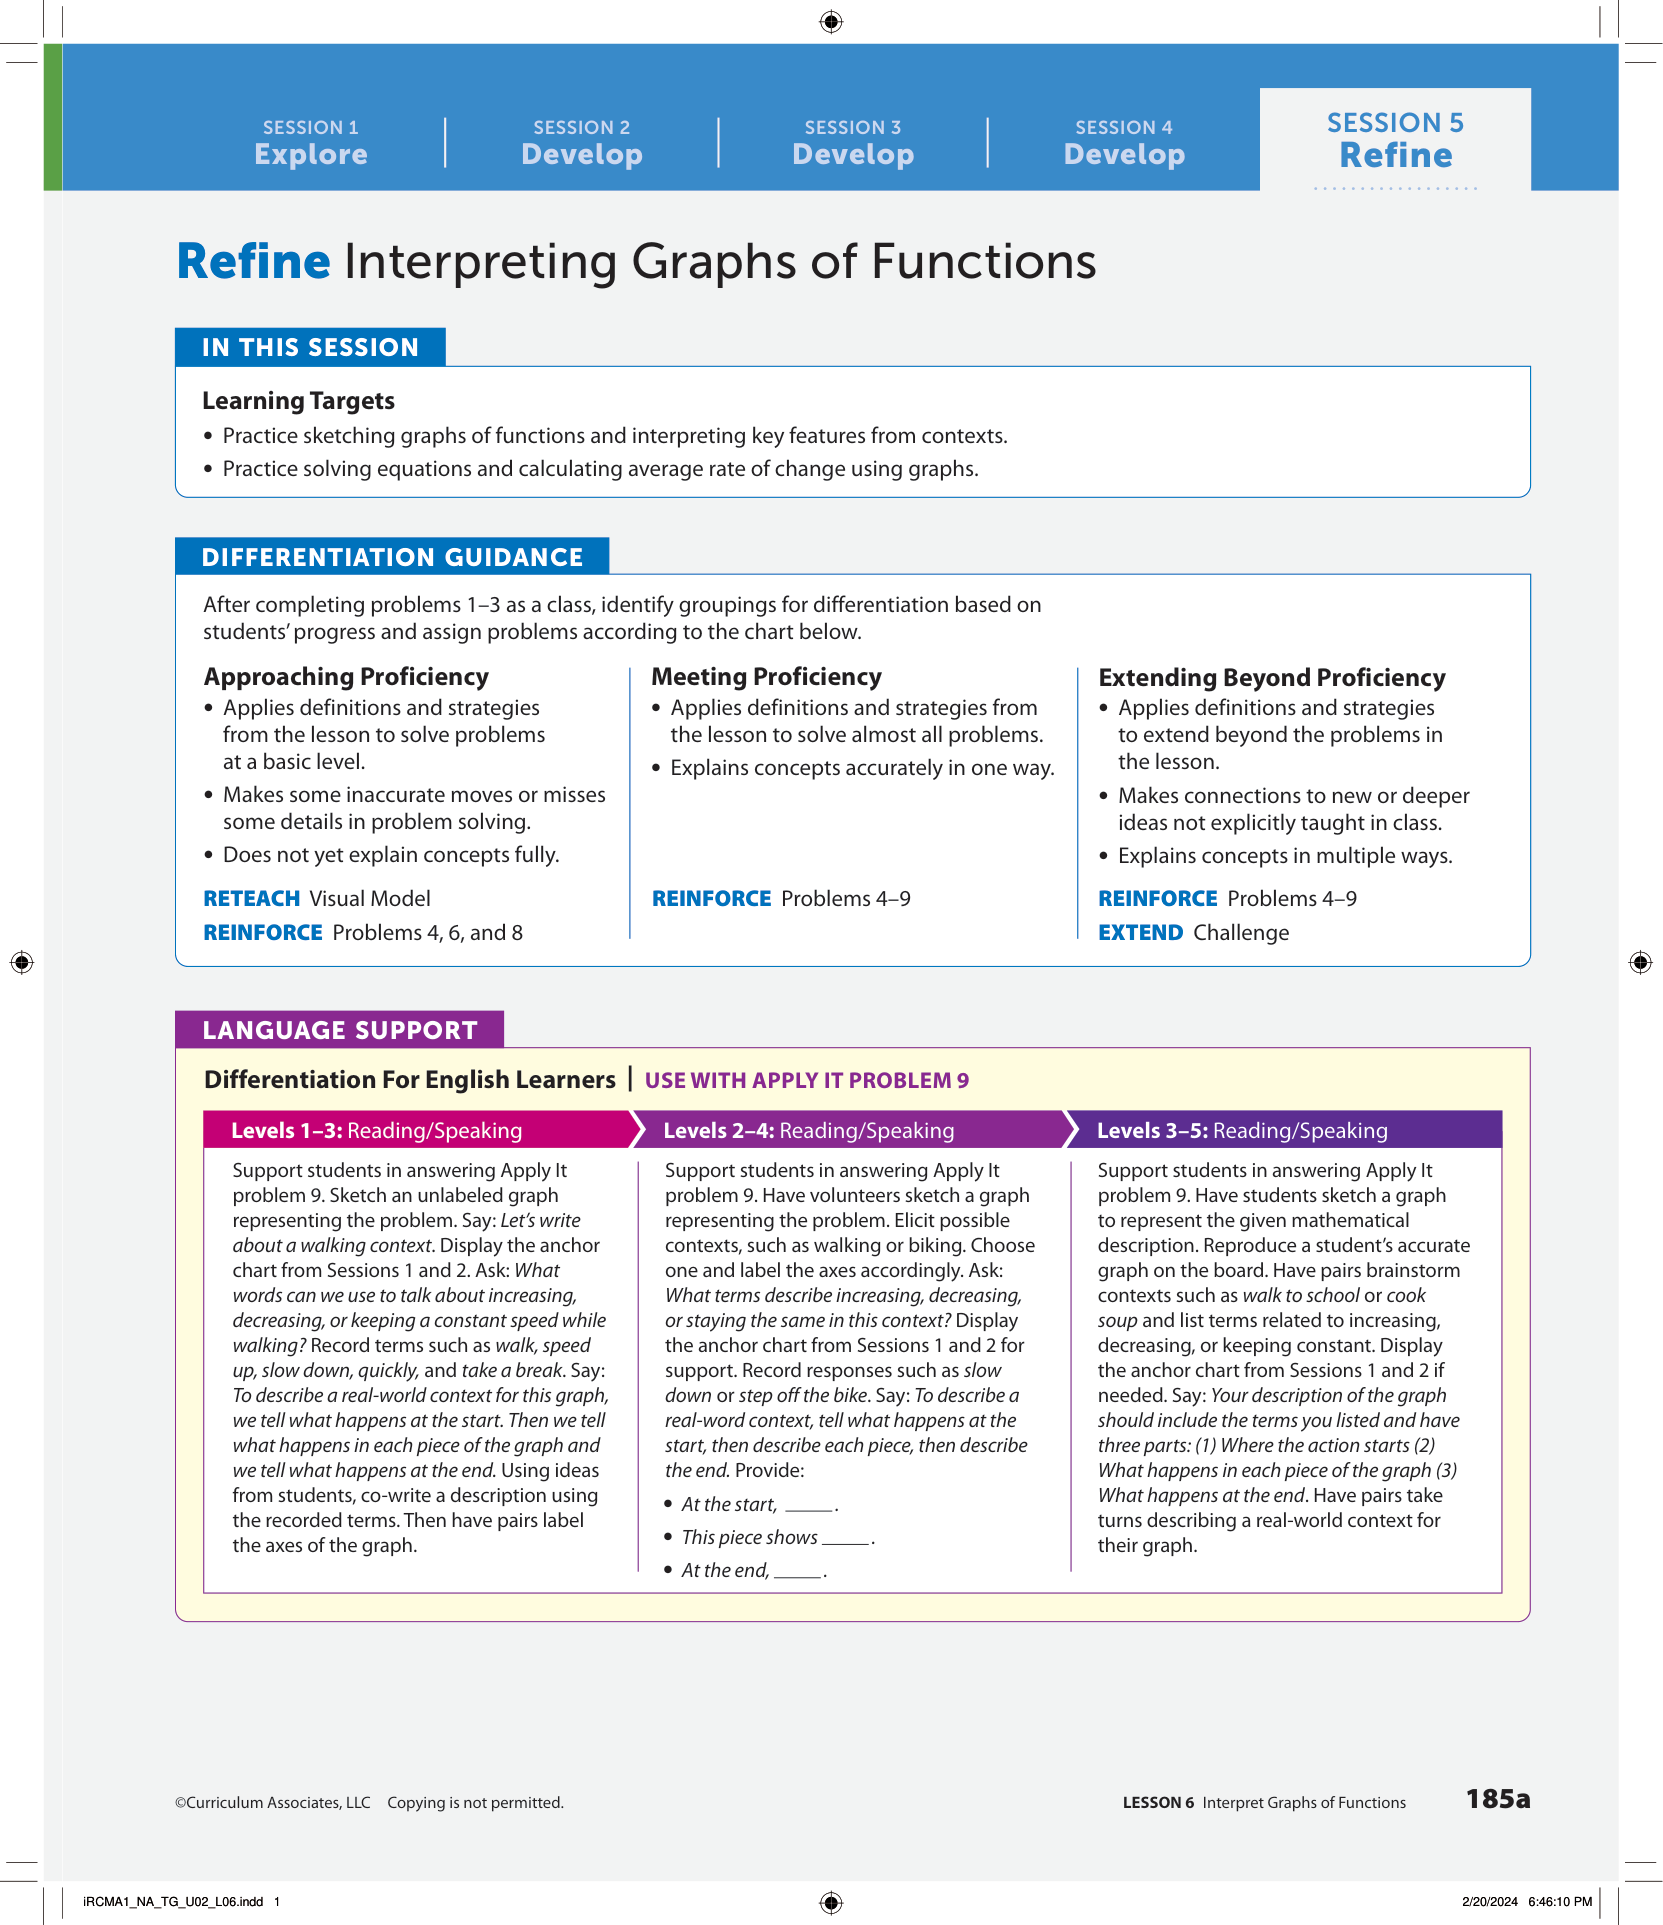 SESSION 1
Explore
SESSION 2
Develop
SESSION 3
Develop
SESSION 4
Develop
SESSION 5
Refine
Refine Interpreting Graphs of Functions
IN THIS SESSION
Learning Targets
• Practice sketching graphs of functions and interpreting key features from contexts.
• Practice solving equations and calculating average rate of change using graphs.
DIFFERENTIATION GUIDANCE
After completing problems 1–3 as a class, identify groupings for differentiation based on
students’ progress and assign problems according to the chart below.
Approaching Proficiency
• Applies definitions and strategies
from the lesson to solve problems
at a basic level.
• Makes some inaccurate moves or misses
some details in problem solving.
• Does not yet explain concepts fully.
RETEACH Visual Model
REINFORCE Problems 4, 6, and 8
Meeting Proficiency
• Applies definitions and strategies from
the lesson to solve almost all problems.
• Explains concepts accurately in one way.
REINFORCE Problems 4–9
Extending Beyond Proficiency
• Applies definitions and strategies
to extend beyond the problems in
the lesson.
• Makes connections to new or deeper
ideas not explicitly taught in class.
• Explains concepts in multiple ways.
REINFORCE Problems 4–9
EXTEND Challenge
LANGUAGE SUPPORT
Differentiation For English Learners | USE WITH APPLY IT PROBLEM 9
Levels 1–3: Reading/Speaking
Support students in answering Apply It
problem 9. Sketch an unlabeled graph
representing the problem. Say: Let’s write
about a walking context. Display the anchor
chart from Sessions 1 and 2. Ask: What
words can we use to talk about increasing,
decreasing, or keeping a constant speed while
walking? Record terms such as walk, speed
up, slow down, quickly, and take a break. Say:
To describe a real-world context for this graph,
we tell what happens at the start. Then we tell
what happens in each piece of the graph and
we tell what happens at the end. Using ideas
from students, co-write a description using
the recorded terms. Then have pairs label
the axes of the graph.
Levels 2–4: Reading/Speaking
Support students in answering Apply It
problem 9. Have volunteers sketch a graph
representing the problem. Elicit possible
contexts, such as walking or biking. Choose
one and label the axes accordingly. Ask:
What terms describe increasing, decreasing,
or staying the same in this context? Display
the anchor chart from Sessions 1 and 2 for
support. Record responses such as slow
down or step off the bike. Say: To describe a
real-word context, tell what happens at the
start, then describe each piece, then describe
the end. Provide:
• At the start, _____.
• This piece shows _____.
• At the end, _____.
Levels 3–5: Reading/Speaking
Support students in answering Apply It
problem 9. Have students sketch a graph
to represent the given mathematical
description. Reproduce a student’s accurate
graph on the board. Have pairs brainstorm
contexts such as walk to school or cook
soup and list terms related to increasing,
decreasing, or keeping constant. Display
the anchor chart from Sessions 1 and 2 if
needed. Say: Your description of the graph
should include the terms you listed and have
three parts: (1) Where the action starts (2)
What happens in each piece of the graph (3)
What happens at the end. Have pairs take
turns describing a real-world context for
their graph.
©Curriculum Associates, LLC Copying is not permitted.
LESSON 6 Interpret Graphs of Functions 185a
iRCMA1_NA_TG_U02_L06.indd 1
2/20/2024 6:46:10 PM